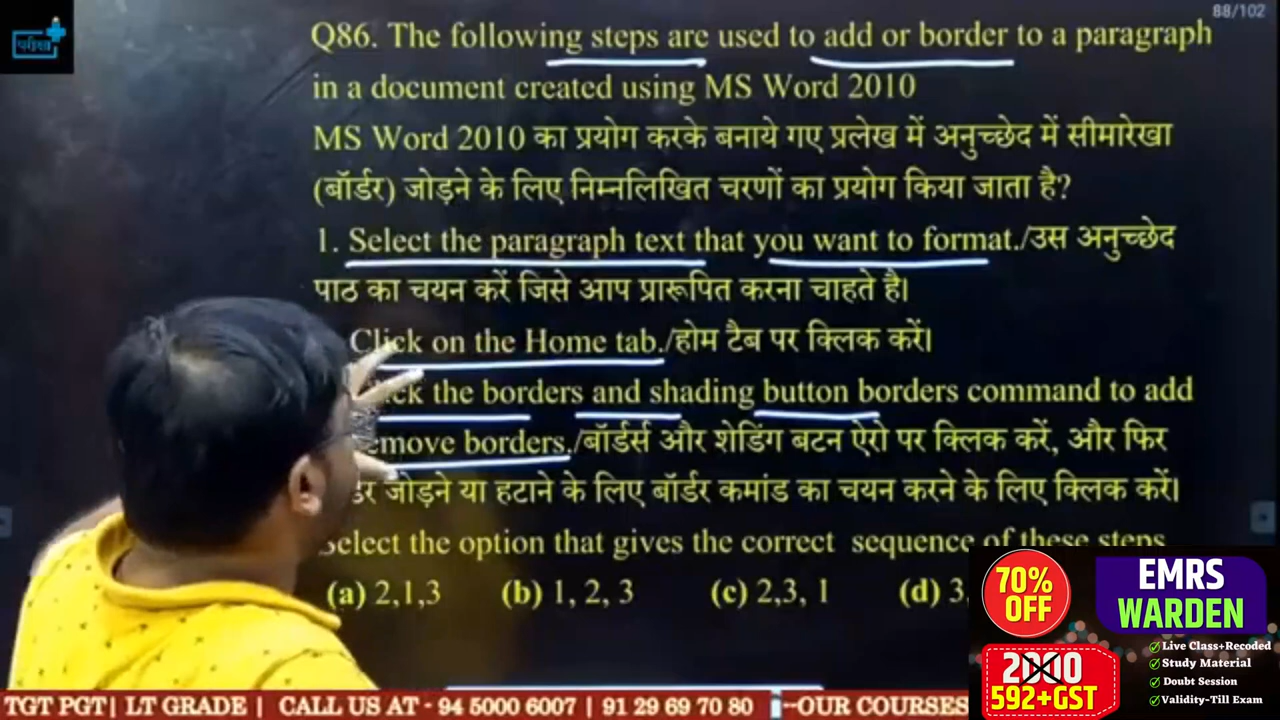 परीक्षा
88/102
Q86. The following steps are used to add or border to a paragraph
in a document created using MS Word 2010
MS Word 2010 का प्रयोग करके बनाये गए प्रलेख में अनुच्छेद में सीमारेखा
(बॉर्डर) जोड़ने के लिए निम्नलिखित चरणों का प्रयोग किया जाता है?
1. Select the paragraph text that you want to format./उस अनुच्छेद
पाठ का चयन करें जिसे आप प्रारूपित करना चाहते है।
Click on the Home tab./होम टैब पर क्लिक करें।
the borders and shading button borders command to add
borders./बॉर्डर्स और शेडिंग बटन ऐरो पर क्लिक करें, और फिर
जोड़ने या हटाने के लिए बॉर्डर कमांड का चयन करने के लिए क्लिक करें।
Select the option that gives the correct sequence of these steps
(a) 2,1,3 (b) 1, 2, 3 (c) 2,3, 1 (d) 3,
70%
OFF
EMRS
WARDEN
2000
592+GST
Live Class+Recoded
Study Material
Doubt Session
Validity-Till Exam
TGT PGT| LT GRADE | CALL US AT - 94 5000 6007 | 91 29 69 70 80 --OUR COURSES